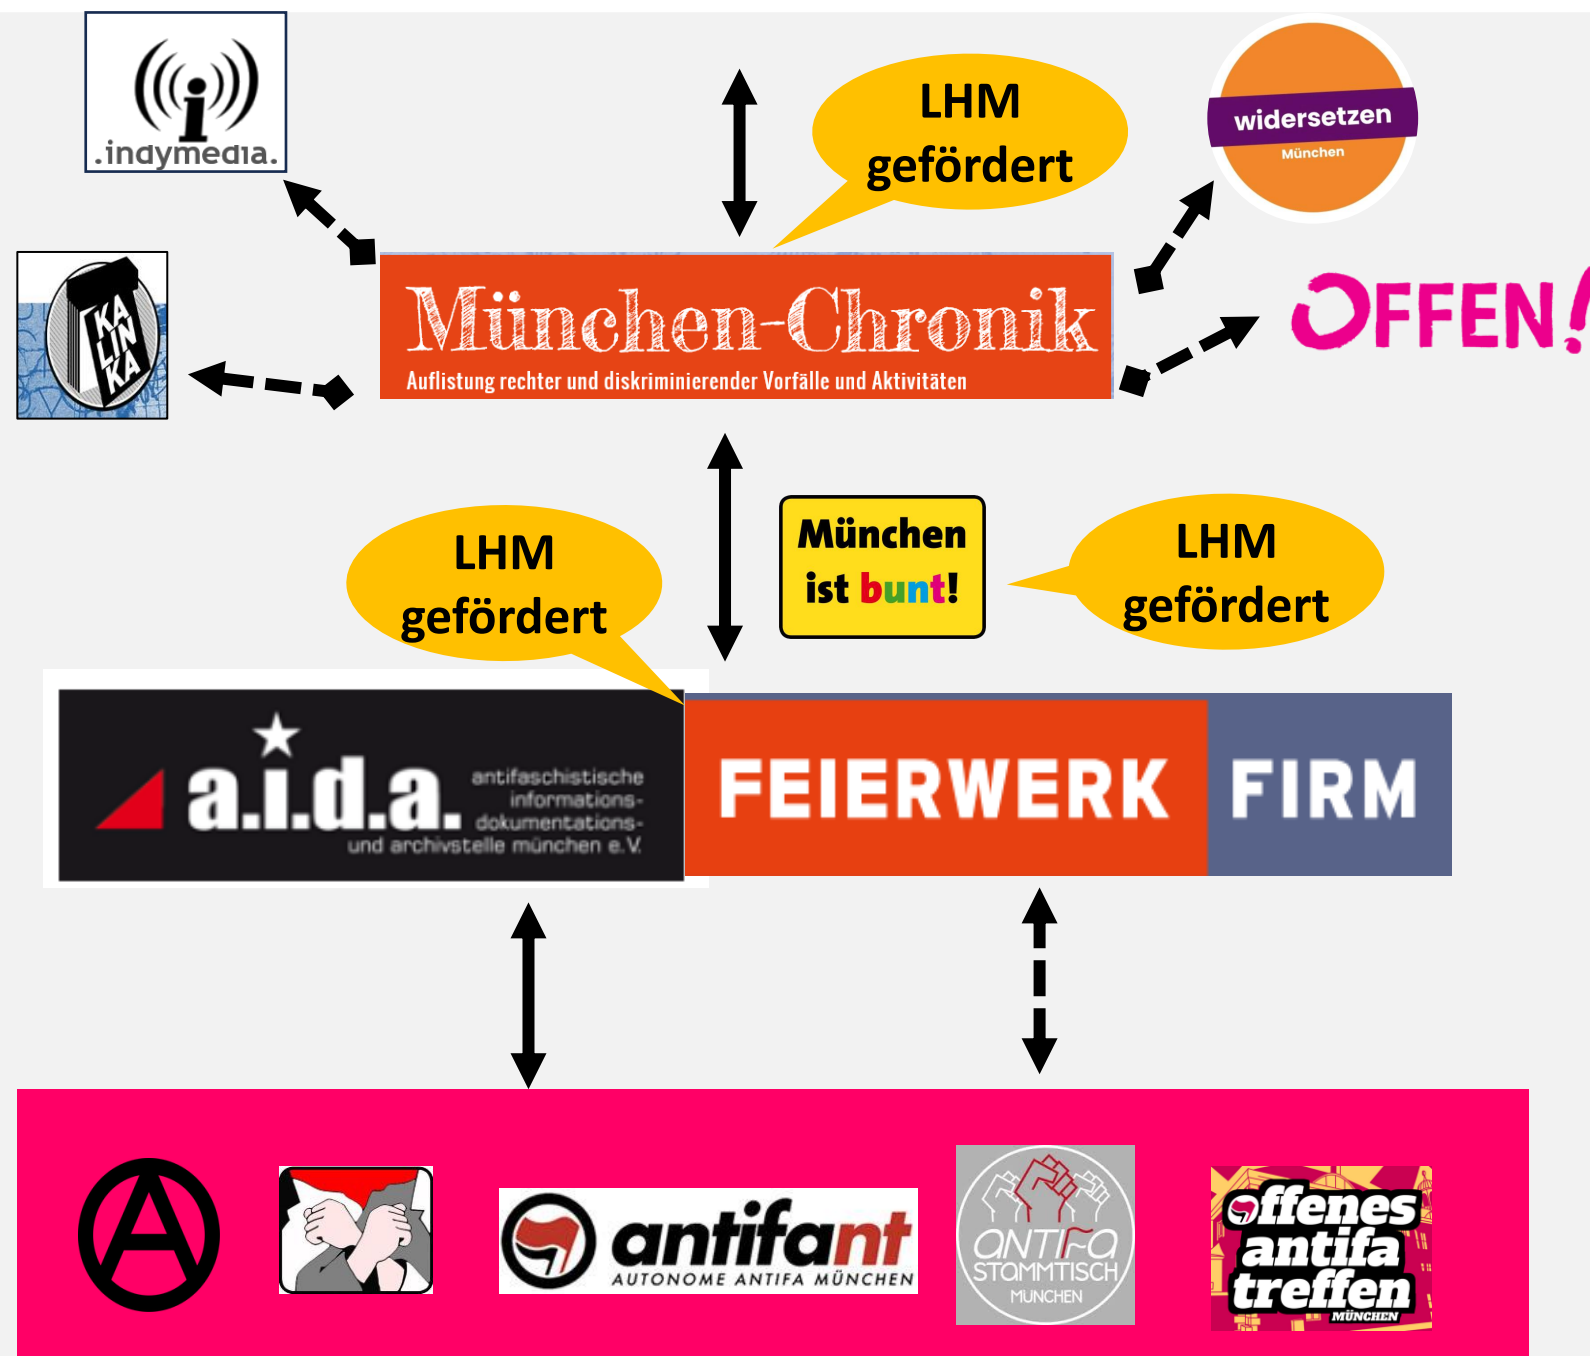 .indymedia.
LHM
gefördert
widersetzen
München
KA
LIN
KA
München-Chronik
Auflistung rechter und diskriminierender Vorfälle und Aktivitäten
OFFEN!
LHM
gefördert
München
ist bunt!
LHM
gefördert
a.i.d.a.
antifaschistische
informations-
dokumentations-
und archivstelle münchen e.V.
FEIERWERK
FIRM
A
antifant
AUTONOME ANTIFA MÜNCHEN
ANTIFA
STAMMTISCH
MÜNCHEN
offenes
antifa
treffen
MÜNCHEN